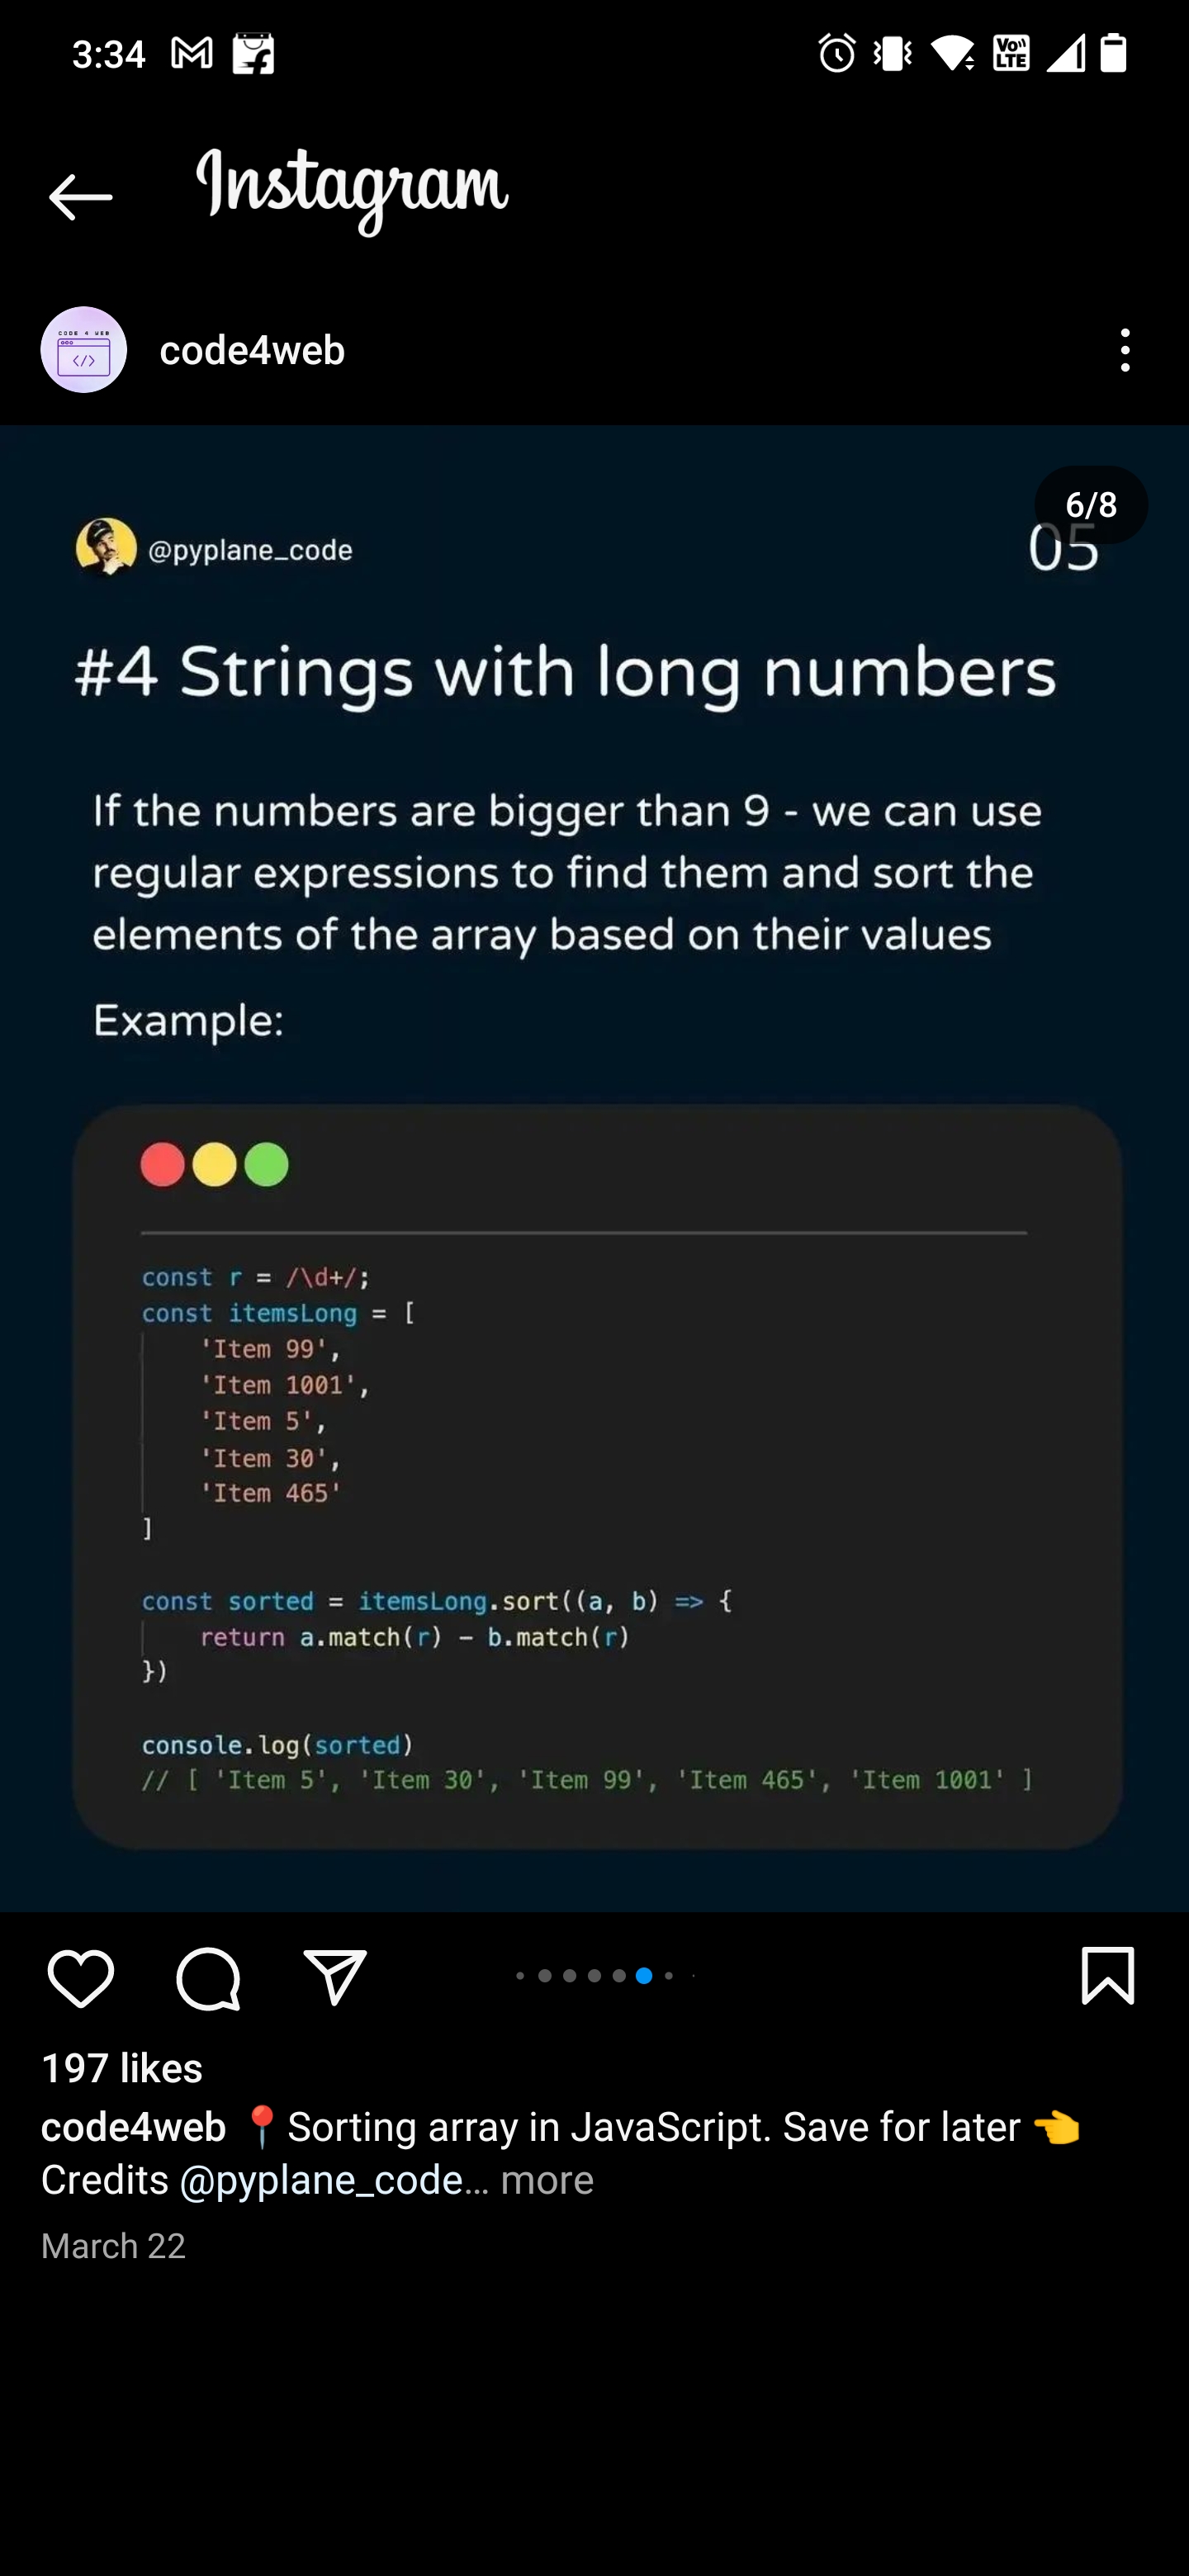 3:34
VoLTE
Instagram
CODE 4 WEB
</>
code4web
6/8
@pyplane_code
05
#4 Strings with long numbers
If the numbers are bigger than 9 - we can use
regular expressions to find them and sort the
elements of the array based on their values
Example:
const r = /\d+/;
const itemsLong = [
'Item 99',
'Item 1001',
'Item 5',
'Item 30',
'Item 465'
]
const sorted = itemsLong.sort((a, b) => {
return a.match(r) - b.match(r)
})
console.log(sorted)
// [ 'Item 5', 'Item 30', 'Item 99', 'Item 465', 'Item 1001' ]
197 likes
code4web 📍Sorting array in JavaScript. Save for later 👈
Credits @pyplane_code... more
March 22